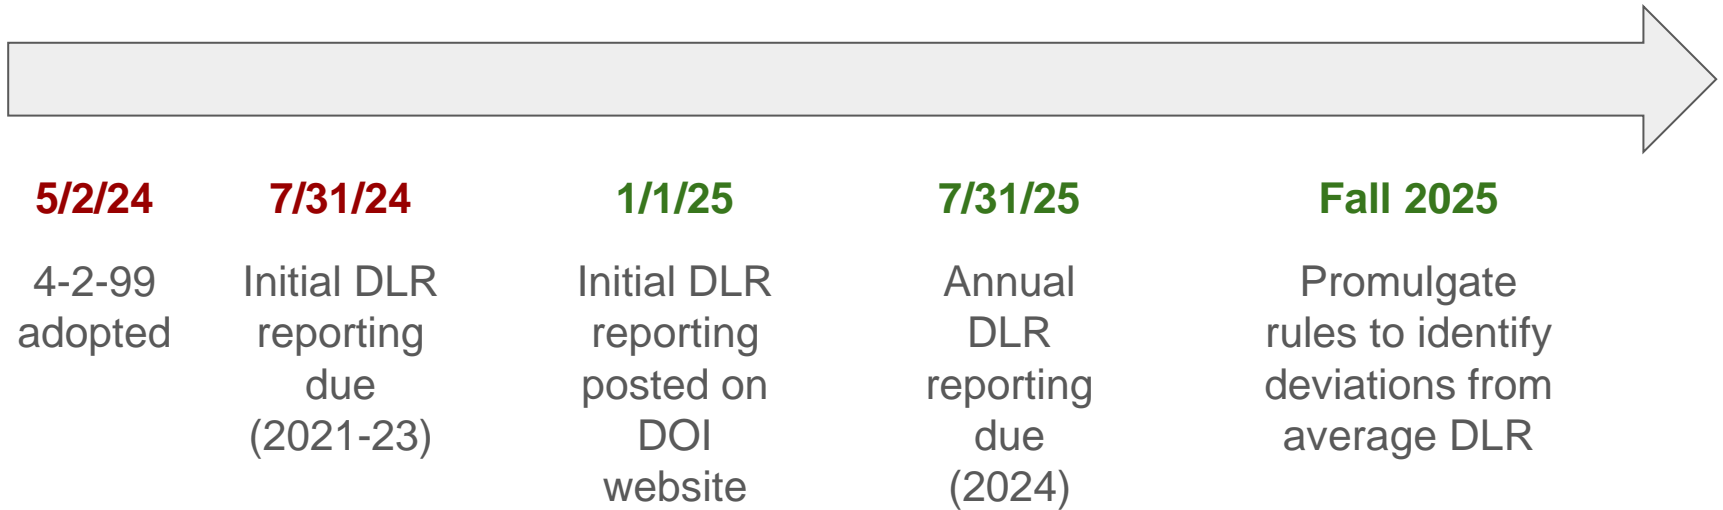 5/2/24
4-2-99
adopted
7/31/24
Initial DLR
reporting
due
(2021-23)
1/1/25
Initial DLR
reporting
posted on
DOI
website
7/31/25
Annual
DLR
reporting
due
(2024)
Fall 2025
Promulgate
rules to identify
deviations from
average DLR